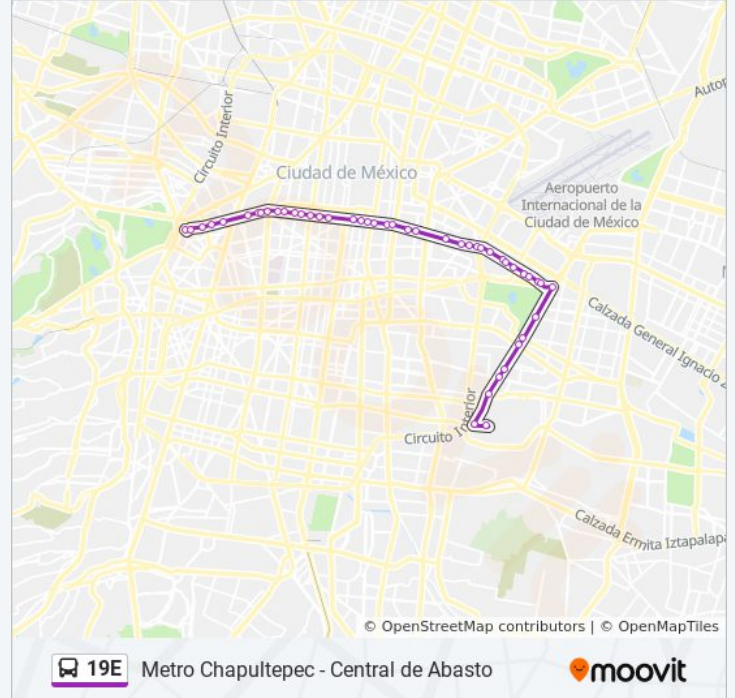 Circuito Interior
Autor
Ciudad de México
Aeropuerto
Internacional de la
Ciudad de México
Calzada General Ignacio Z
Circuito Interior
Calzada Ermita Iztapalapa
© OpenStreetMap contributors | © OpenMapTiles
19E Metro Chapultepec - Central de Abasto moovit